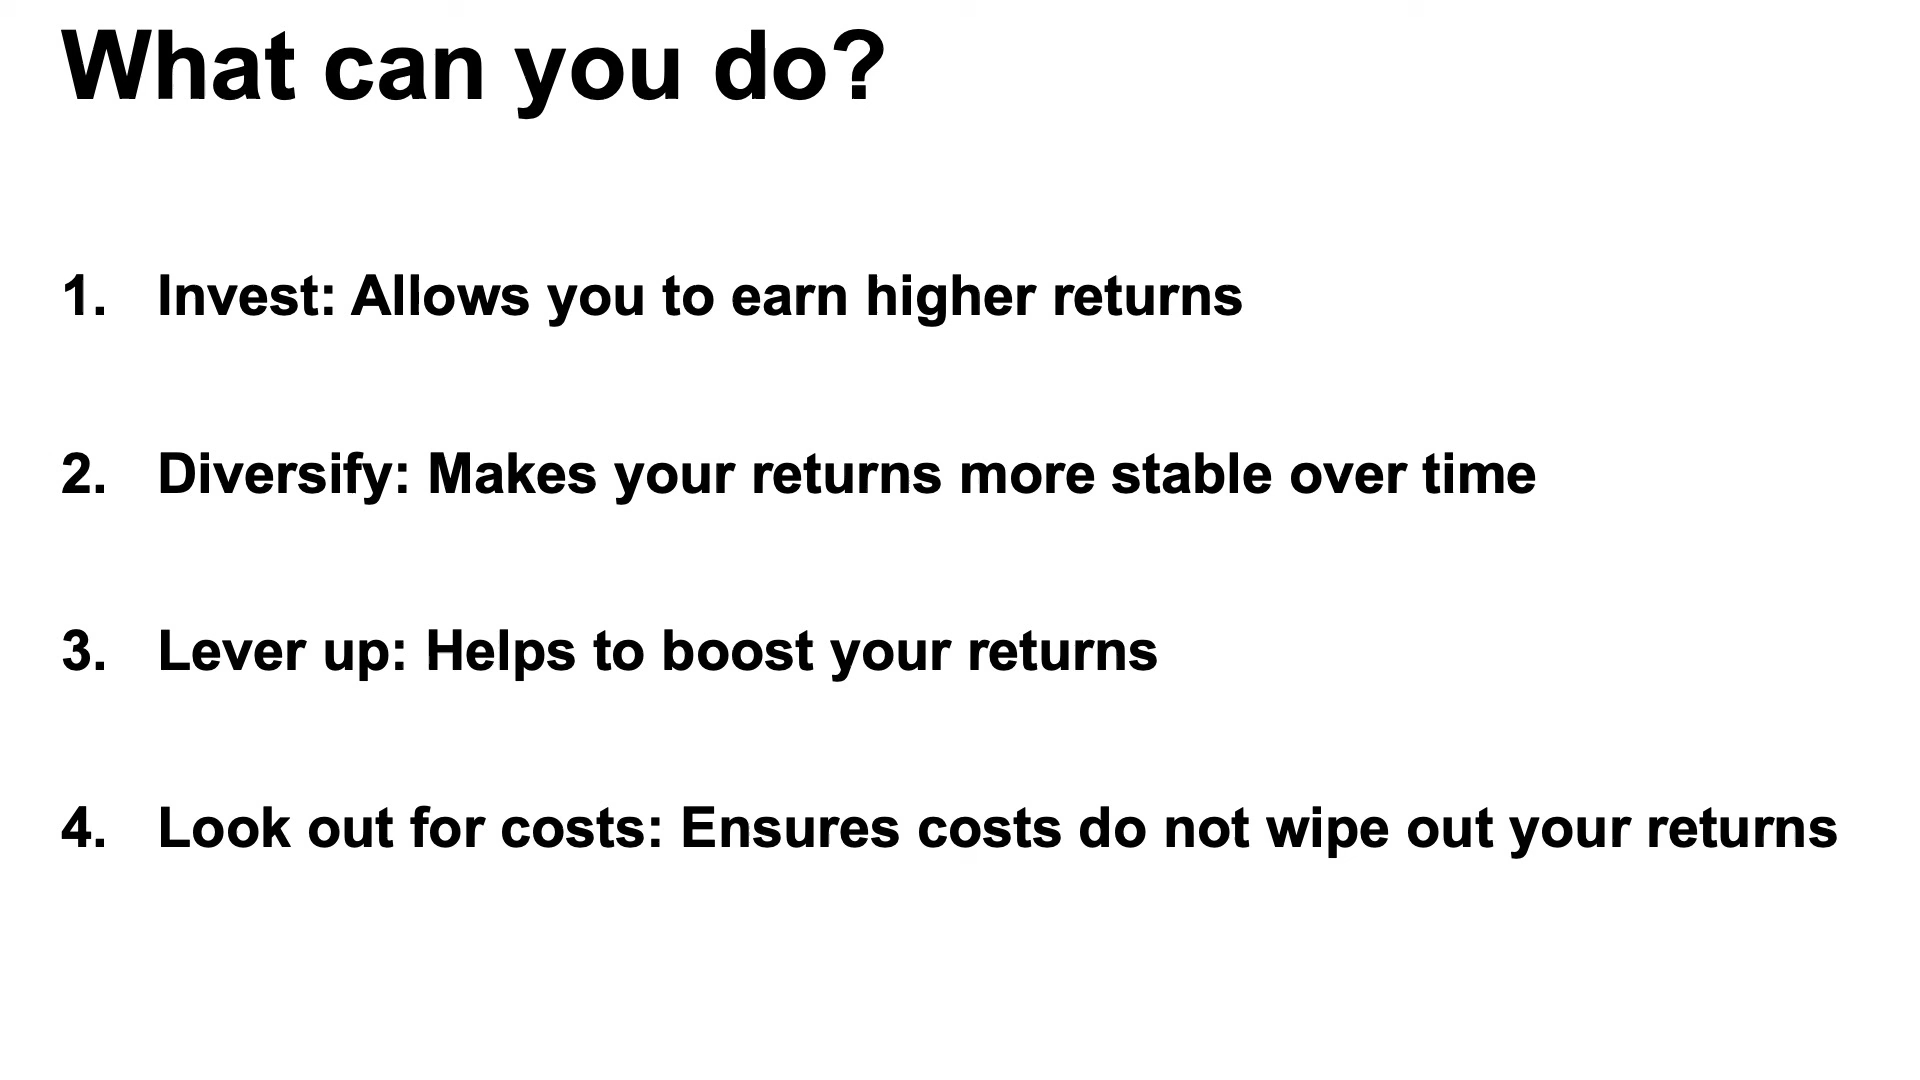 What can you do?
1. Invest: Allows you to earn higher returns
2. Diversify: Makes your returns more stable over time
3. Lever up: Helps to boost your returns
4. Look out for costs: Ensures costs do not wipe out your returns